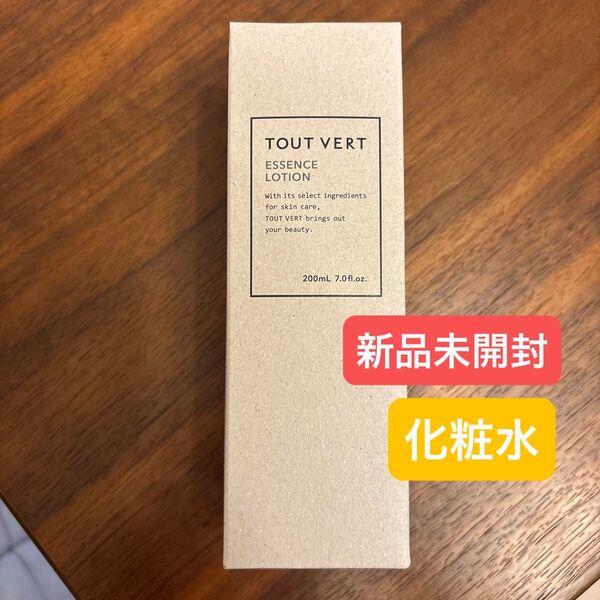 TOUT VERT
ESSENCE
LOTION
With its select ingredients
for skin care,
TOUT VERT brings out
your beauty.
200mL 7.0fl.oz.
新品未開封
化粧水